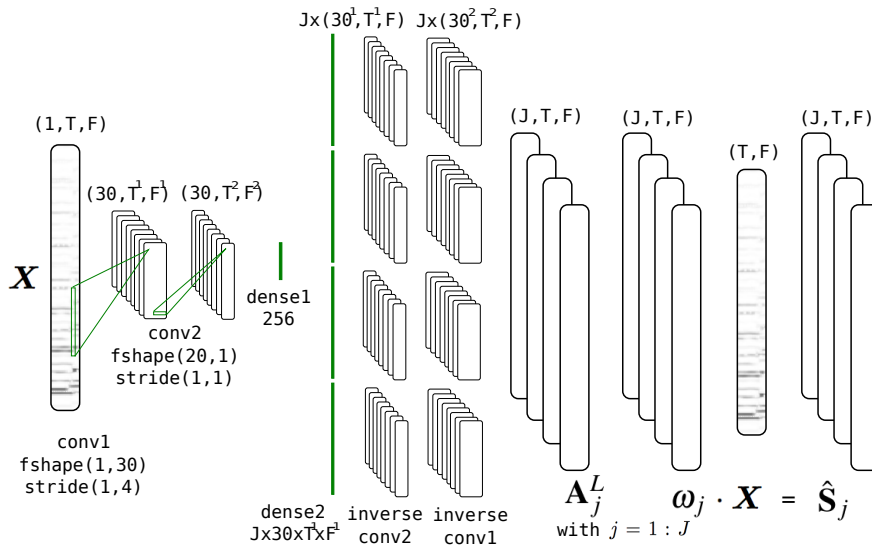 Jx(30¹,T¹,F) Jx(30²,T²,F)
(1,T,F)
(J,T,F)
(J,T,F)
(T,F)
(J,T,F)
(30,T¹,F¹) (30,T²,F²)
X
dense1
256
conv2
fshape(20,1)
stride(1,1)
conv1
fshape(1,30)
stride(1,4)
dense2
Jx30xT¹xF¹
inverse
conv2
inverse
conv1
A_j^L
with j = 1 : J
ω_j · X = Ŝ_j